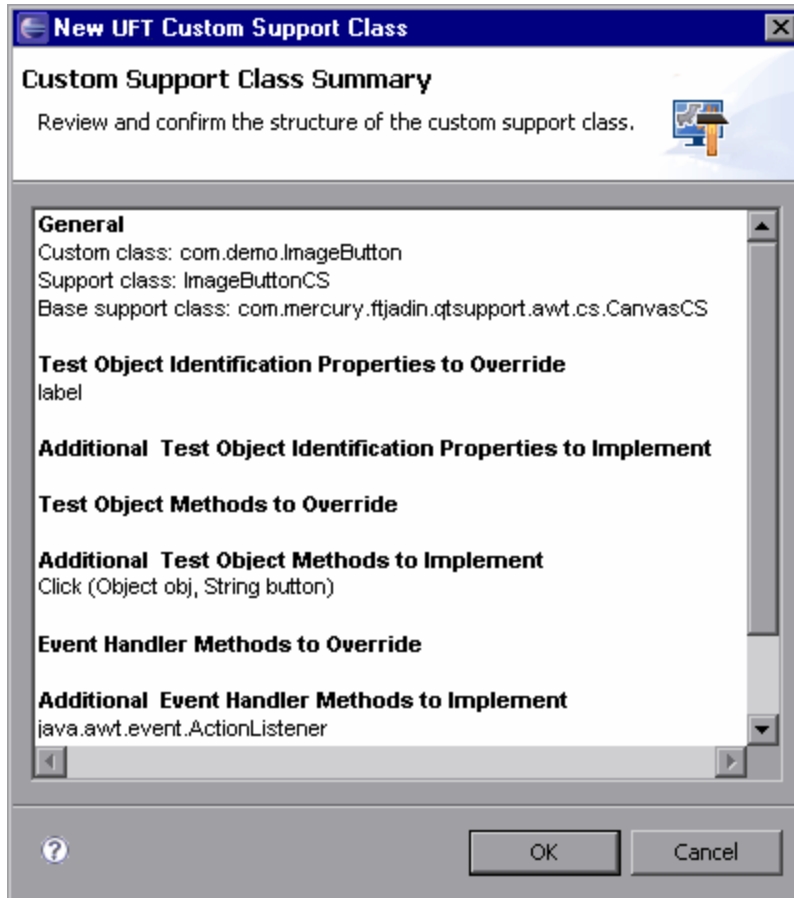 New UFT Custom Support Class
Custom Support Class Summary
Review and confirm the structure of the custom support class.
General
Custom class: com.demo.ImageButton
Support class: ImageButtonCS
Base support class: com.mercury.ftjadin.qtsupport.awt.cs.CanvasCS
Test Object Identification Properties to Override
label
Additional Test Object Identification Properties to Implement
Test Object Methods to Override
Additional Test Object Methods to Implement
Click (Object obj, String button)
Event Handler Methods to Override
Additional Event Handler Methods to Implement
java.awt.event.ActionListener
?
OK
Cancel